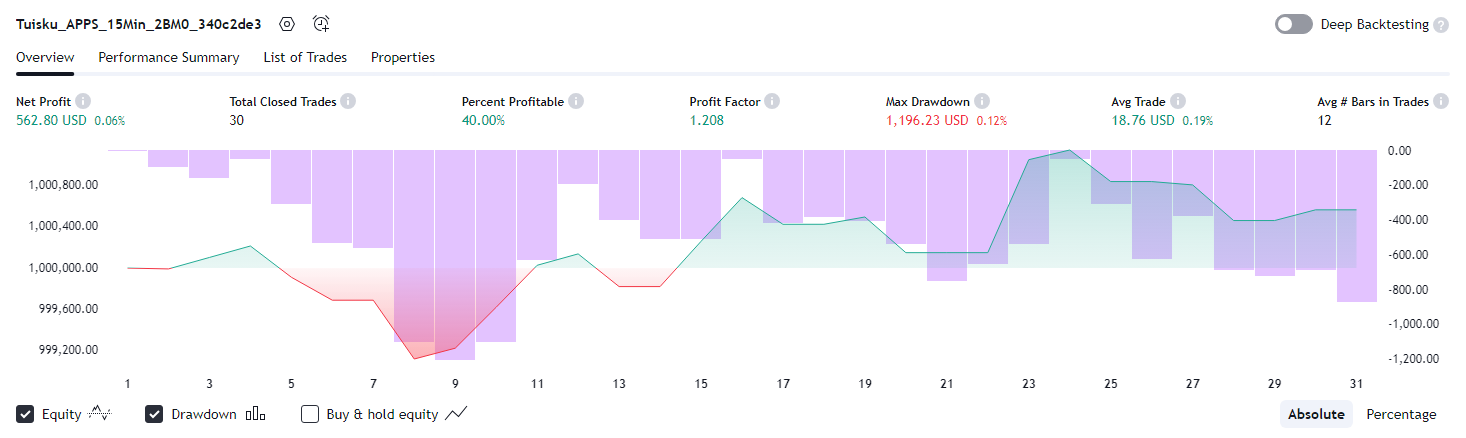 Tuisku_APPS_15Min_2BM0_340c2de3
Deep Backtesting
Overview Performance Summary List of Trades Properties
Net Profit Total Closed Trades Percent Profitable Profit Factor Max Drawdown Avg Trade Avg # Bars in Trades
562.80 USD 0.06% 30 40.00% 1.208 1,196.23 USD 0.12% 18.76 USD 0.19% 12
0.00
1,000,800.00 -200.00
1,000,400.00 -400.00
1,000,000.00 -600.00
999,600.00 -800.00
-1,000.00
999,200.00 -1,200.00
1 3 5 7 9 11 13 15 17 19 21 23 25 27 29 31
Equity Drawdown Buy & hold equity Absolute Percentage